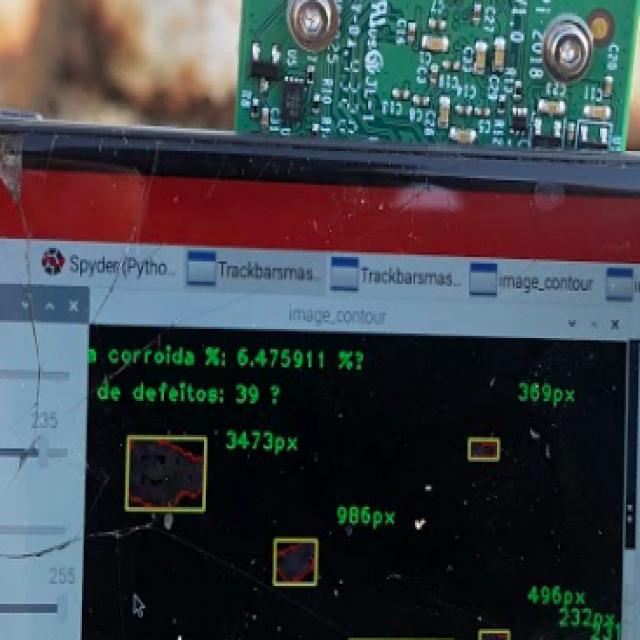 Spyder (Pytho...
Trackbarsmas...
Trackbarsmas...
image_contour
image_contour
a corroida %: 6.475911 %?
de defeitos: 39 ?
369px
235
3473px
986px
255
496px
232px